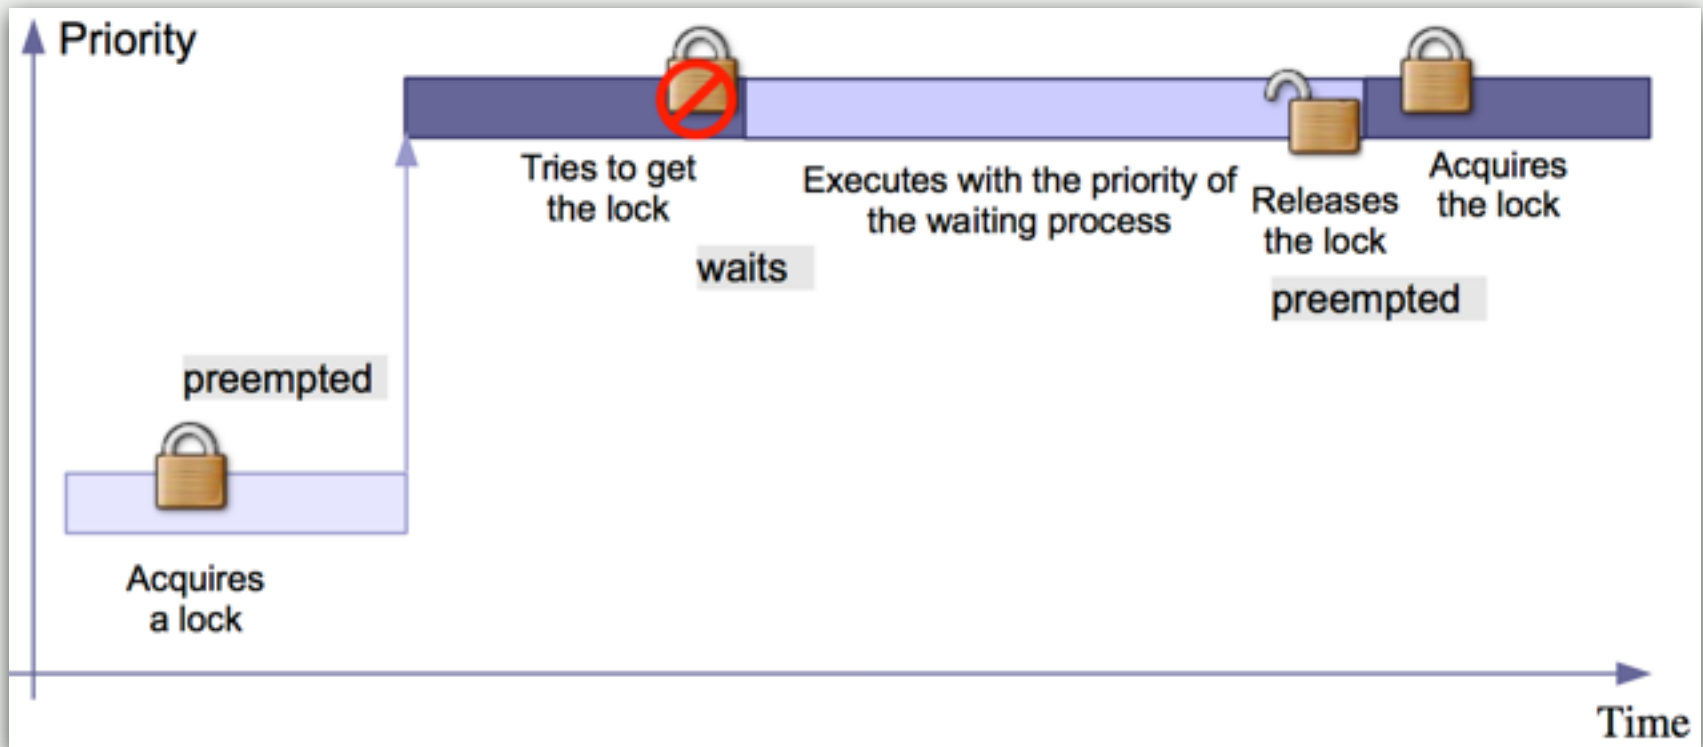 Priority
Tries to get
the lock
Executes with the priority of
the waiting process
Releases
the lock
Acquires
the lock
waits
preempted
preempted
Acquires
a lock
Time